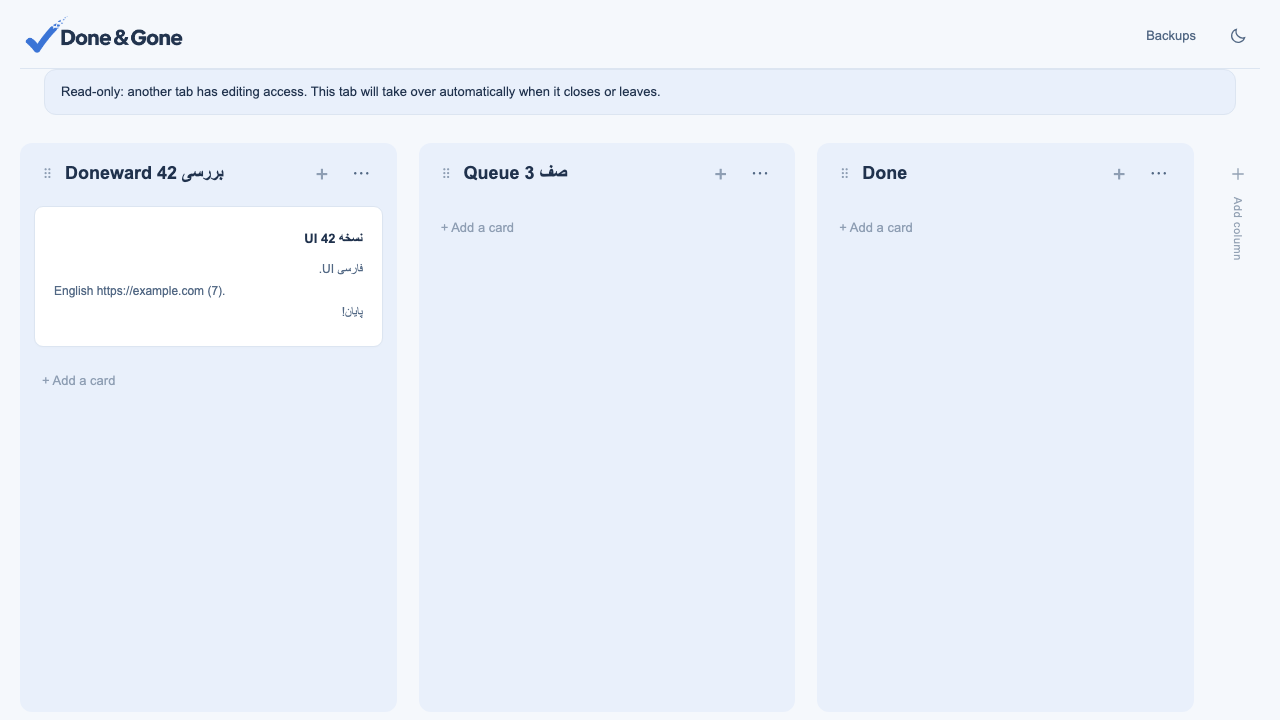 Done & Gone
Backups
Read-only: another tab has editing access. This tab will take over automatically when it closes or leaves.
Doneward 42 بررسی
نسخه 42 UI
فارسی UI.
English https://example.com (7).
پایان!
+ Add a card
Queue 3 صف
+ Add a card
Done
+ Add a card
Add column